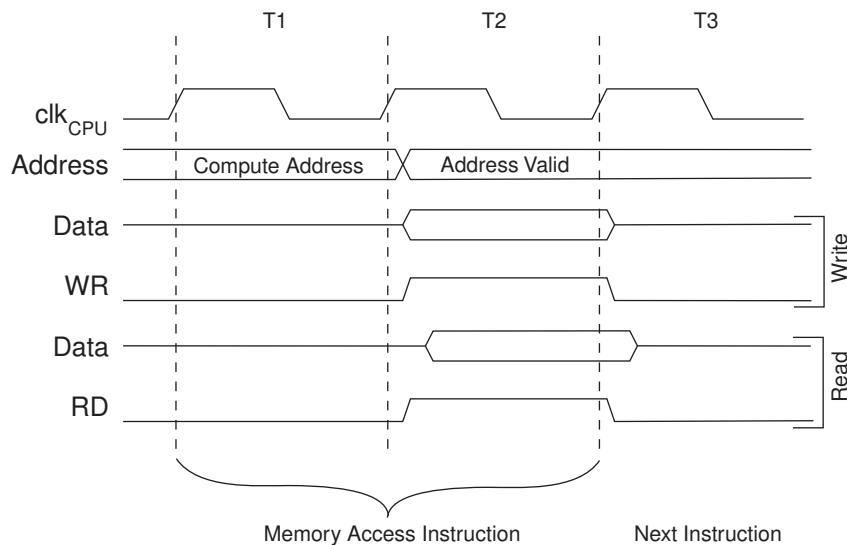 T1 T2 T3
clkCPU
Address Compute Address Address Valid
Data
WR
Write
Data
RD
Read
Memory Access Instruction Next Instruction